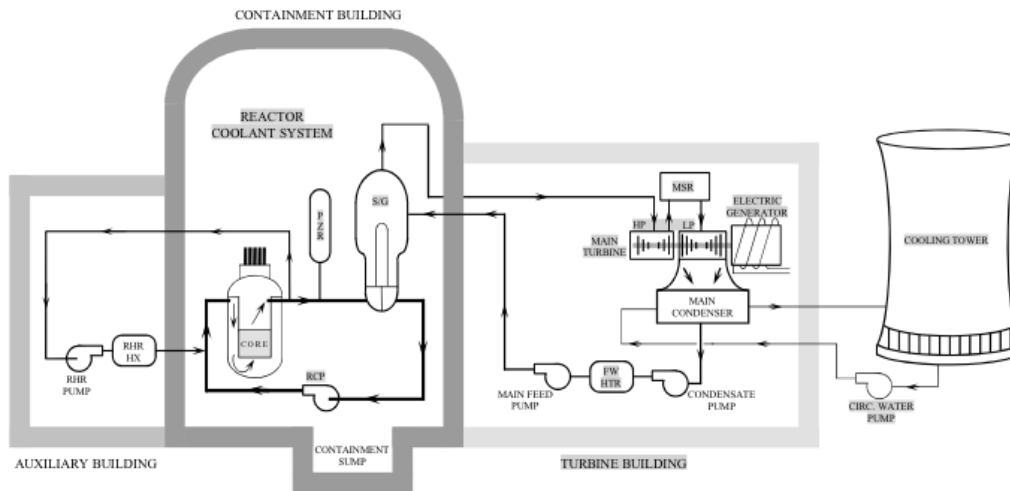 CONTAINMENT BUILDING
REACTOR
COOLANT SYSTEM
P
Z
R
S/G
MSR
ELECTRIC
GENERATOR
HP
LP
MAIN
TURBINE
COOLING TOWER
MAIN
CONDENSER
CORE
RHR
HX
RHR
PUMP
RCP
FW
HTR
MAIN FEED
PUMP
CONDENSATE
PUMP
CIRC. WATER
PUMP
CONTAINMENT
SUMP
AUXILIARY BUILDING
TURBINE BUILDING